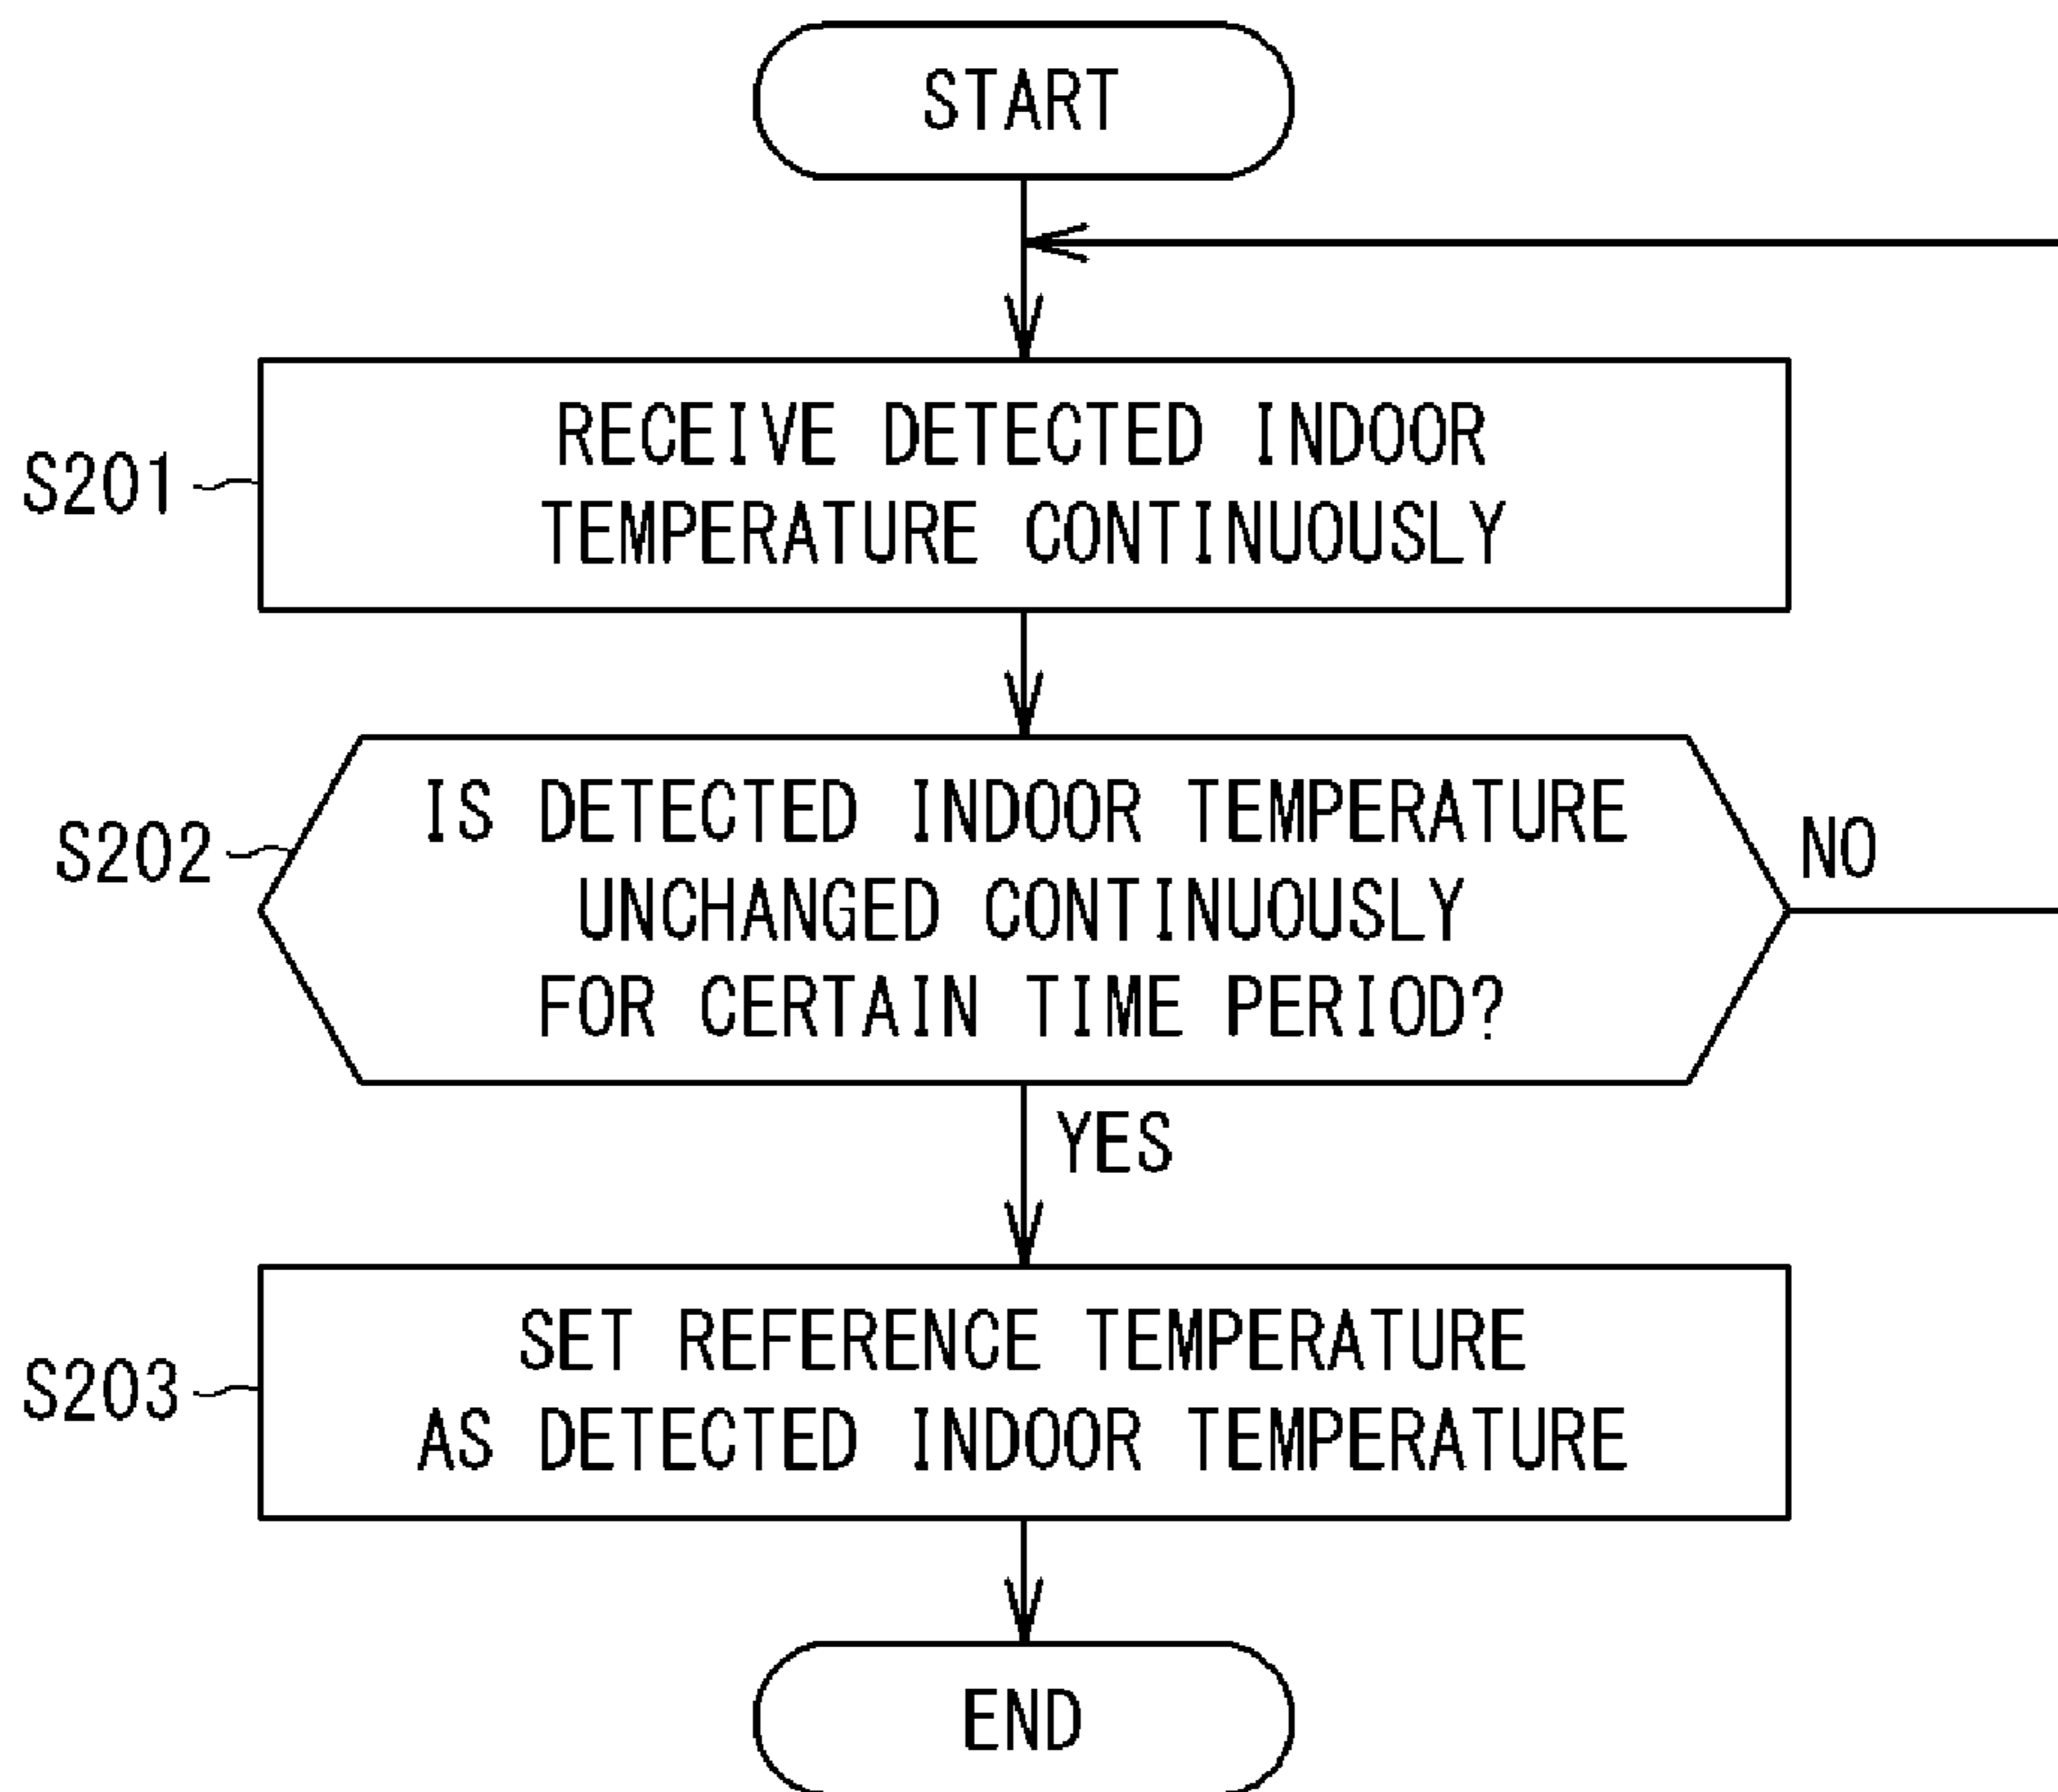 START
S201
RECEIVE DETECTED INDOOR
TEMPERATURE CONTINUOUSLY
S202
IS DETECTED INDOOR TEMPERATURE
UNCHANGED CONTINUOUSLY
FOR CERTAIN TIME PERIOD?
NO
YES
S203
SET REFERENCE TEMPERATURE
AS DETECTED INDOOR TEMPERATURE
END